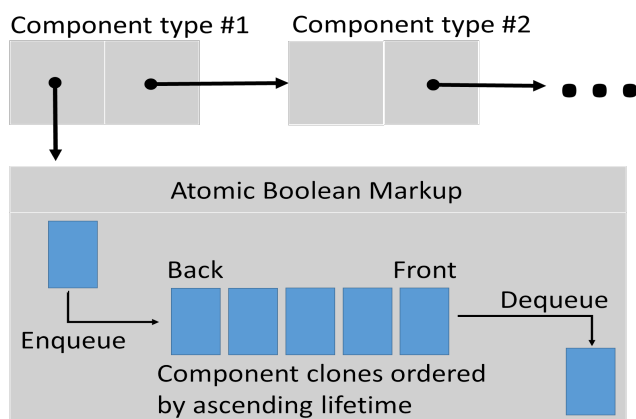 Component type #1
Component type #2
Atomic Boolean Markup
Back
Front
Enqueue
Dequeue
Component clones ordered
by ascending lifetime